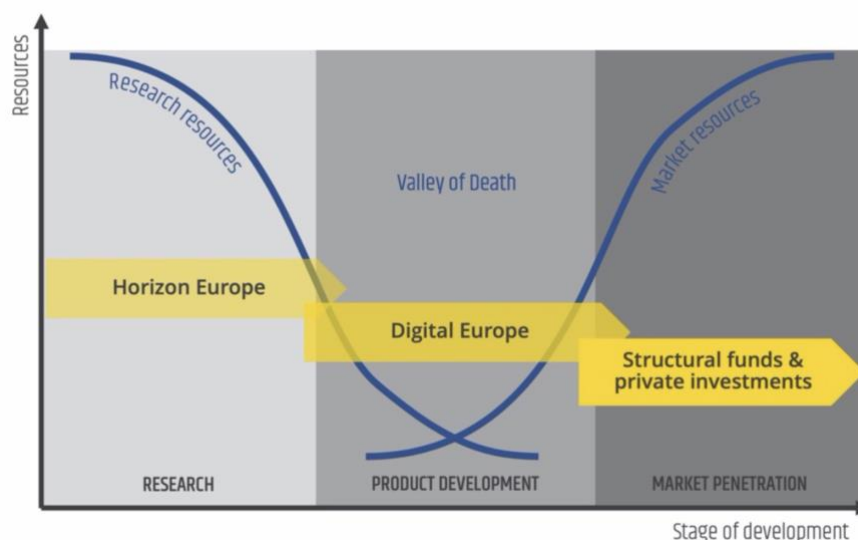 Resources
Research resources
Valley of Death
Market resources
Horizon Europe
Digital Europe
Structural funds &
private investments
RESEARCH
PRODUCT DEVELOPMENT
MARKET PENETRATION
Stage of development